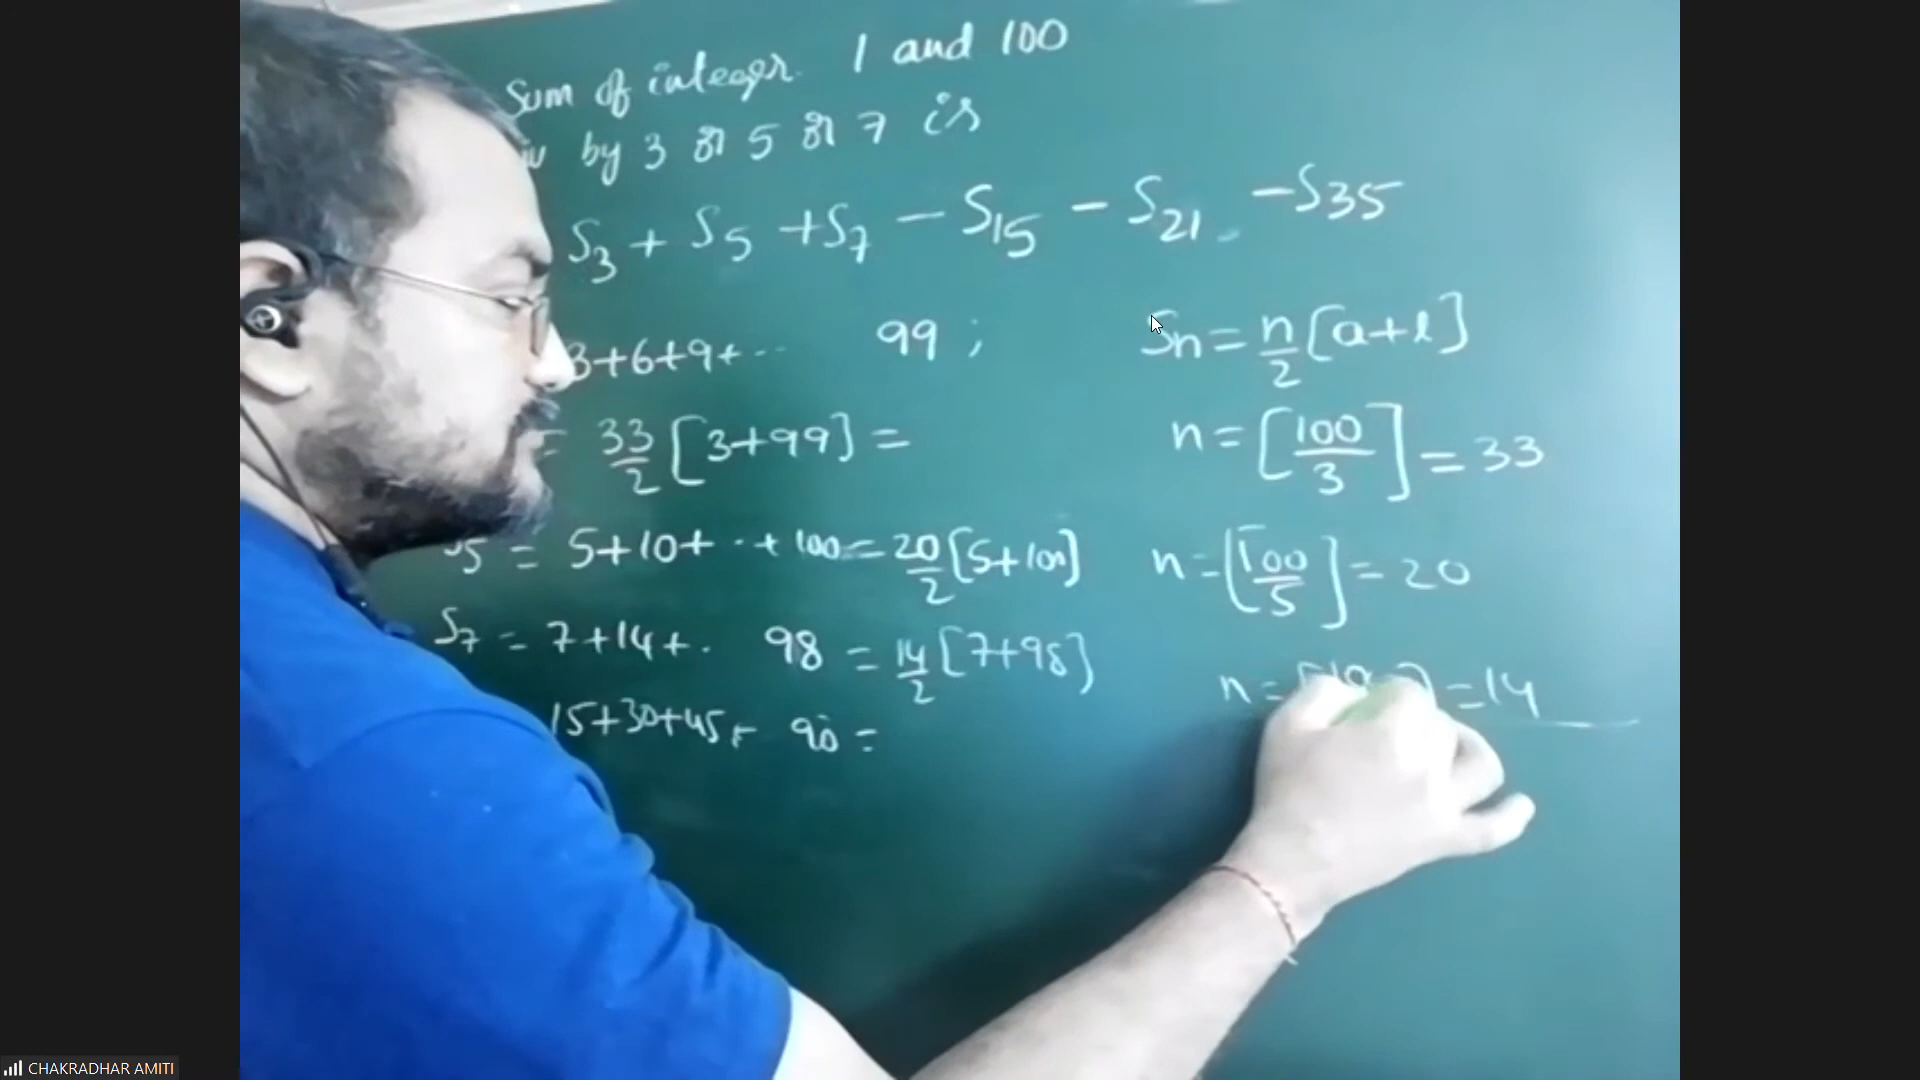 Sum of integer 1 and 100
iv by 3 or 5 or 7 is
S3 + S5 + S7 - S15 - S21 - S35
3+6+9+... 99 ;
Sn = n/2 [a+l]
= 33/2 [3+99] =
n = [100/3] = 33
S5 = 5+10+ ..+ 100 = 20/2 [5+100]
n = [100/5] = 20
S7 = 7+14+. 98 = 14/2 [7+98]
n = = 14
15+30+45+ 90 =
CHAKRADHAR AMITI